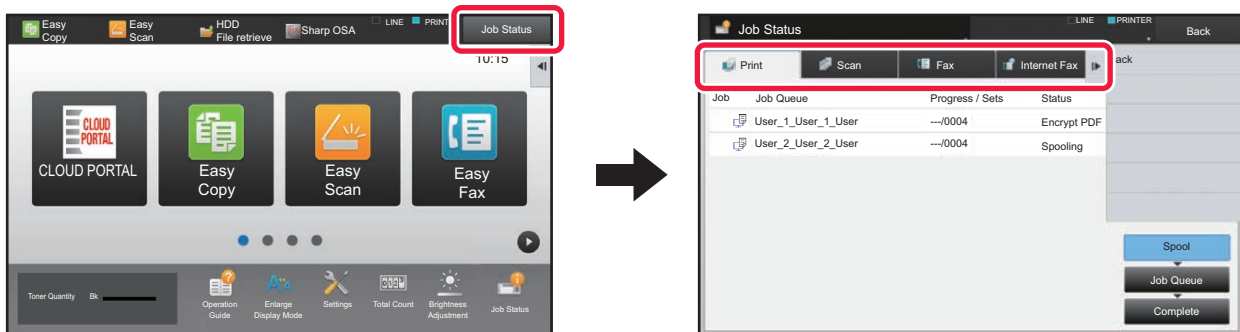 Easy
Copy
Easy
Scan
HDD
File retrieve
Sharp OSA
LINE
PRINT
Job Status
10:15
CLOUD
PORTAL
CLOUD PORTAL
Easy
Copy
Easy
Scan
Easy
Fax
Toner Quantity
Bk
Operation
Guide
Enlarge
Display Mode
Settings
Total Count
Brightness
Adjustment
Job Status
Job Status
LINE
PRINTER
Back
Print
Scan
Fax
Internet Fax
ack
Job
Job Queue
Progress / Sets
Status
User_1_User_1_User
---/0004
Encrypt PDF
User_2_User_2_User
---/0004
Spooling
Spool
Job Queue
Complete